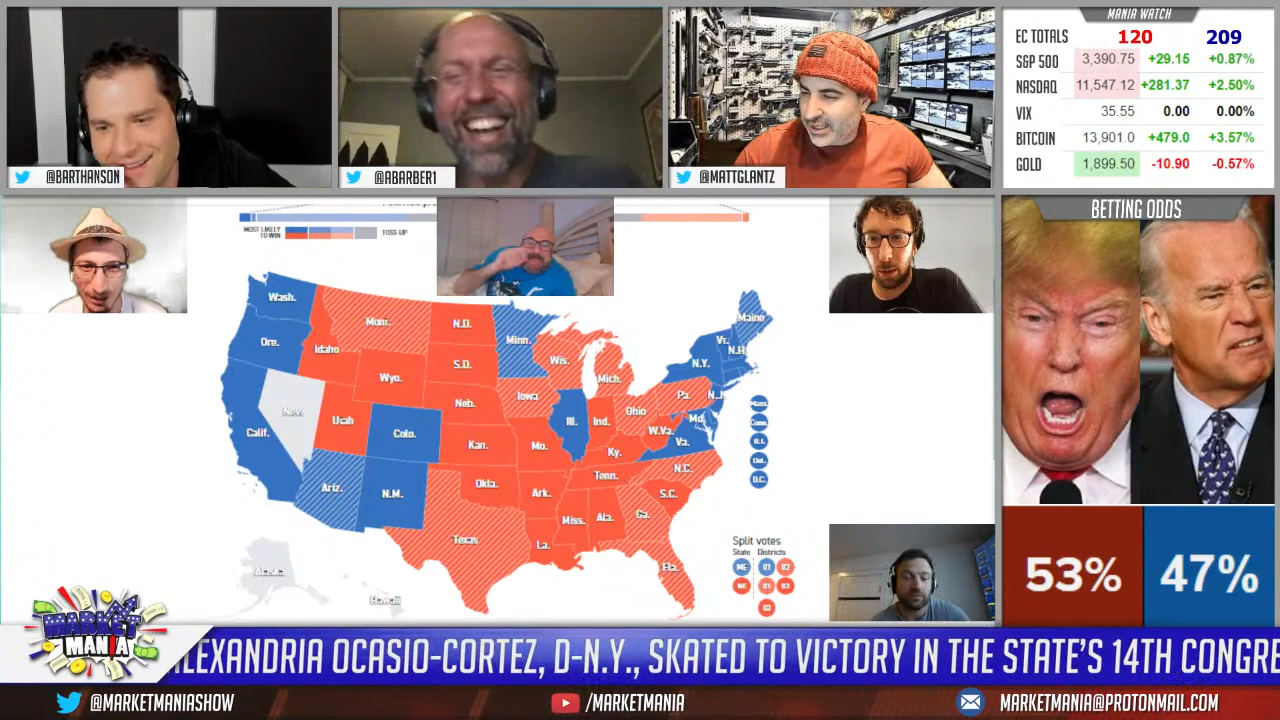 @BARTHANSON
@ABARBER1
@MATTGLANTZ
MANIA WATCH
EC TOTALS 120 209
S&P 500 3,390.75 +29.15 +0.87%
NASDAQ 11,547.12 +281.37 +2.50%
VIX 35.55 0.00 0.00%
BITCOIN 13,901.0 +479.0 +3.57%
GOLD 1,899.50 -10.90 -0.57%
BETTING ODDS
53% 47%
MOST LIKELY
TO WIN
TOSS-UP
Wash.
Ore.
Calif.
Nev.
Idaho
Mont.
Wyo.
Utah
Ariz.
Colo.
N.M.
N.D.
S.D.
Neb.
Kan.
Okla.
Texas
Minn.
Iowa
Mo.
Ark.
La.
Wis.
Ill.
Mich.
Ind.
Ohio
Ky.
Tenn.
Miss.
Ala.
Ga.
Fla.
S.C.
N.C.
Va.
W.Va.
Pa.
N.Y.
N.J.
Md.
Vt.
N.H.
Maine
Mass.
Conn.
R.I.
Del.
D.C.
Alaska
Hawaii
Split votes
State Districts
ME 01 02
NE 01 03
02
MARKET
MANIA
ALEXANDRIA OCASIO-CORTEZ, D-N.Y., SKATED TO VICTORY IN THE STATE'S 14TH CONGRE
@MARKETMANIASHOW
/MARKETMANIA
MARKETMANIA@PROTONMAIL.COM